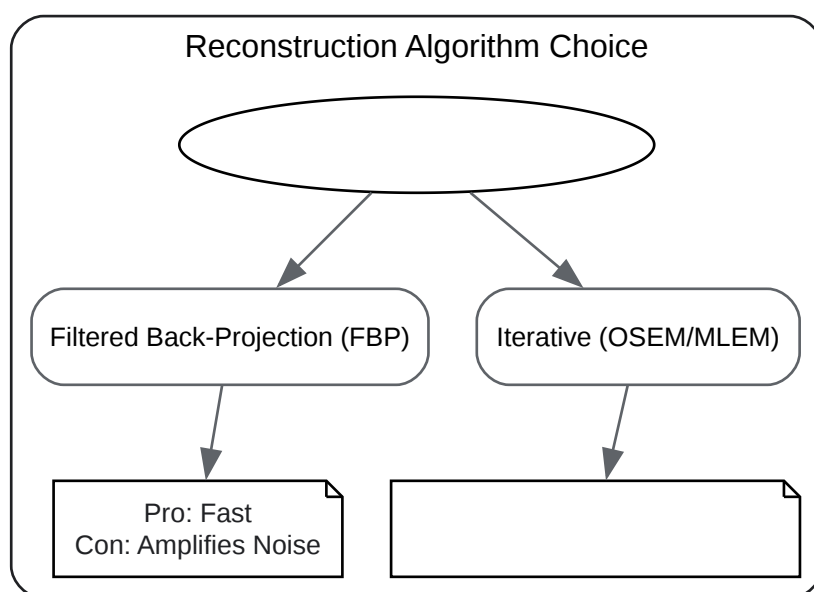 Reconstruction Algorithm Choice
Filtered Back-Projection (FBP)
Iterative (OSEM/MLEM)
Pro: Fast
Con: Amplifies Noise